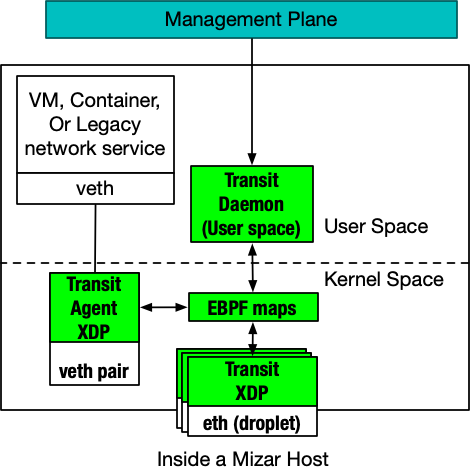 Management Plane
VM, Container,
Or Legacy
network service
veth
Transit
Daemon
(User space)
User Space
Kernel Space
Transit
Agent
XDP
veth pair
EBPF maps
Transit
XDP
eth (droplet)
Inside a Mizar Host